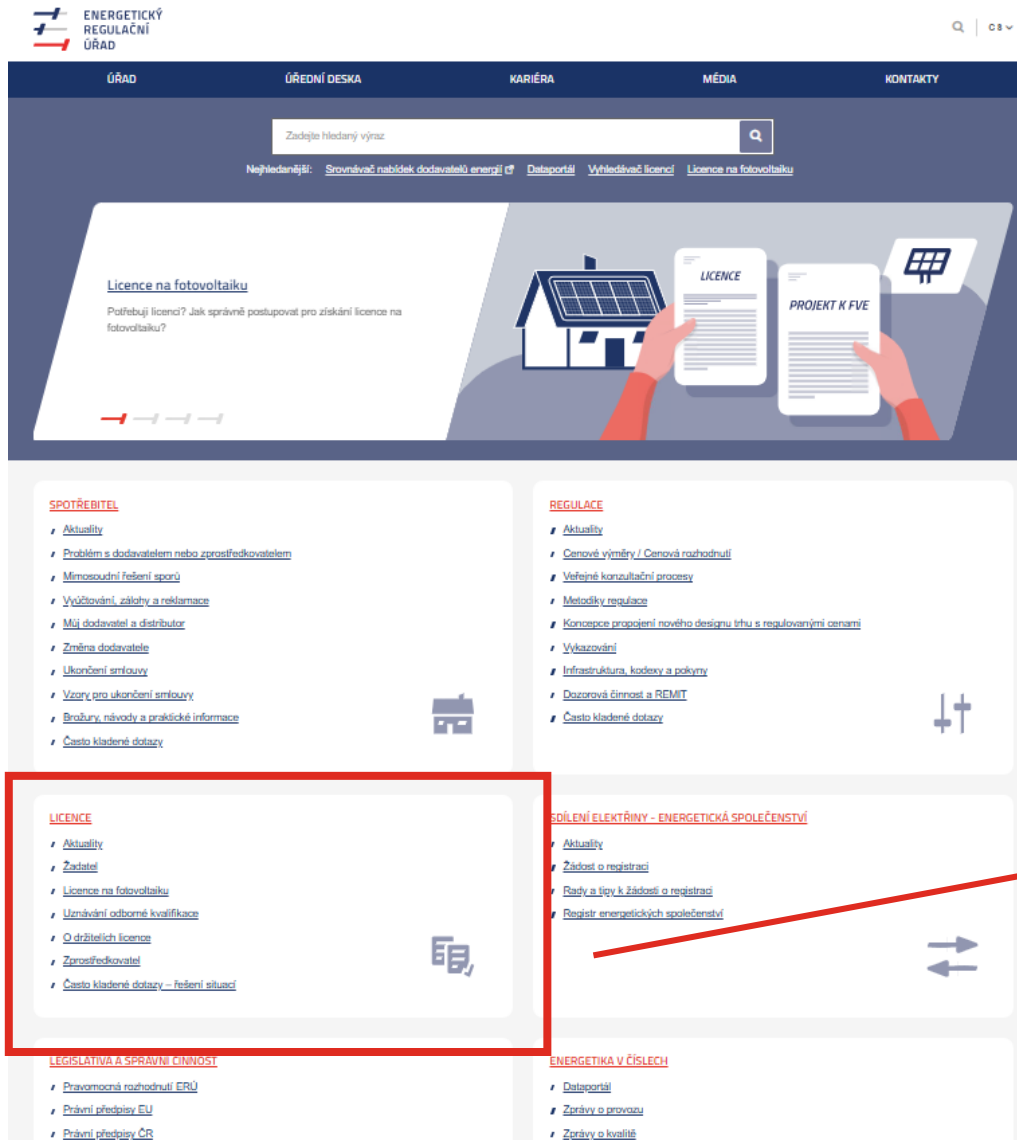 ENERGETICKÝ
REGULAČNÍ
ÚŘAD
CS
ÚŘAD
ÚŘEDNÍ DESKA
KARIÉRA
MÉDIA
KONTAKTY
Zadejte hledaný výraz
Nejhledanější: Srovnávač nabídek dodavatelů energií Dataportál Vyhledávač licencí Licence na fotovoltaiku
Licence na fotovoltaiku
Potřebuji licenci? Jak správně postupovat pro získání licence na
fotovoltaiku?
LICENCE
PROJEKT K FVE
SPOTŘEBITEL
Aktuality
Problém s dodavatelem nebo zprostředkovatelem
Mimosoudní řešení sporů
Vyúčtování, zálohy a reklamace
Můj dodavatel a distributor
Změna dodavatele
Ukončení smlouvy
Vzory pro ukončení smlouvy
Brožury, návody a praktické informace
Často kladené dotazy
REGULACE
Aktuality
Cenové výměry / Cenová rozhodnutí
Veřejné konzultační procesy
Metodiky regulace
Koncepce propojení nového designu trhu s regulovanými cenami
Vykazování
Infrastruktura, kodexy a pokyny
Dozorová činnost a REMIT
Často kladené dotazy
LICENCE
Aktuality
Žadatel
Licence na fotovoltaiku
Uznávání odborné kvalifikace
O držitelích licence
Zprostředkovatel
Často kladené dotazy – řešení situací
SDÍLENÍ ELEKTŘINY - ENERGETICKÁ SPOLEČENSTVÍ
Aktuality
Žádost o registraci
Rady a tipy k žádosti o registraci
Registr energetických společenství
LEGISLATIVA A SPRÁVNÍ ČINNOST
Pravomocná rozhodnutí ERÚ
Právní předpisy EU
Právní předpisy ČR
ENERGETIKA V ČÍSLECH
Dataportál
Zprávy o provozu
Zprávy o kvalitě